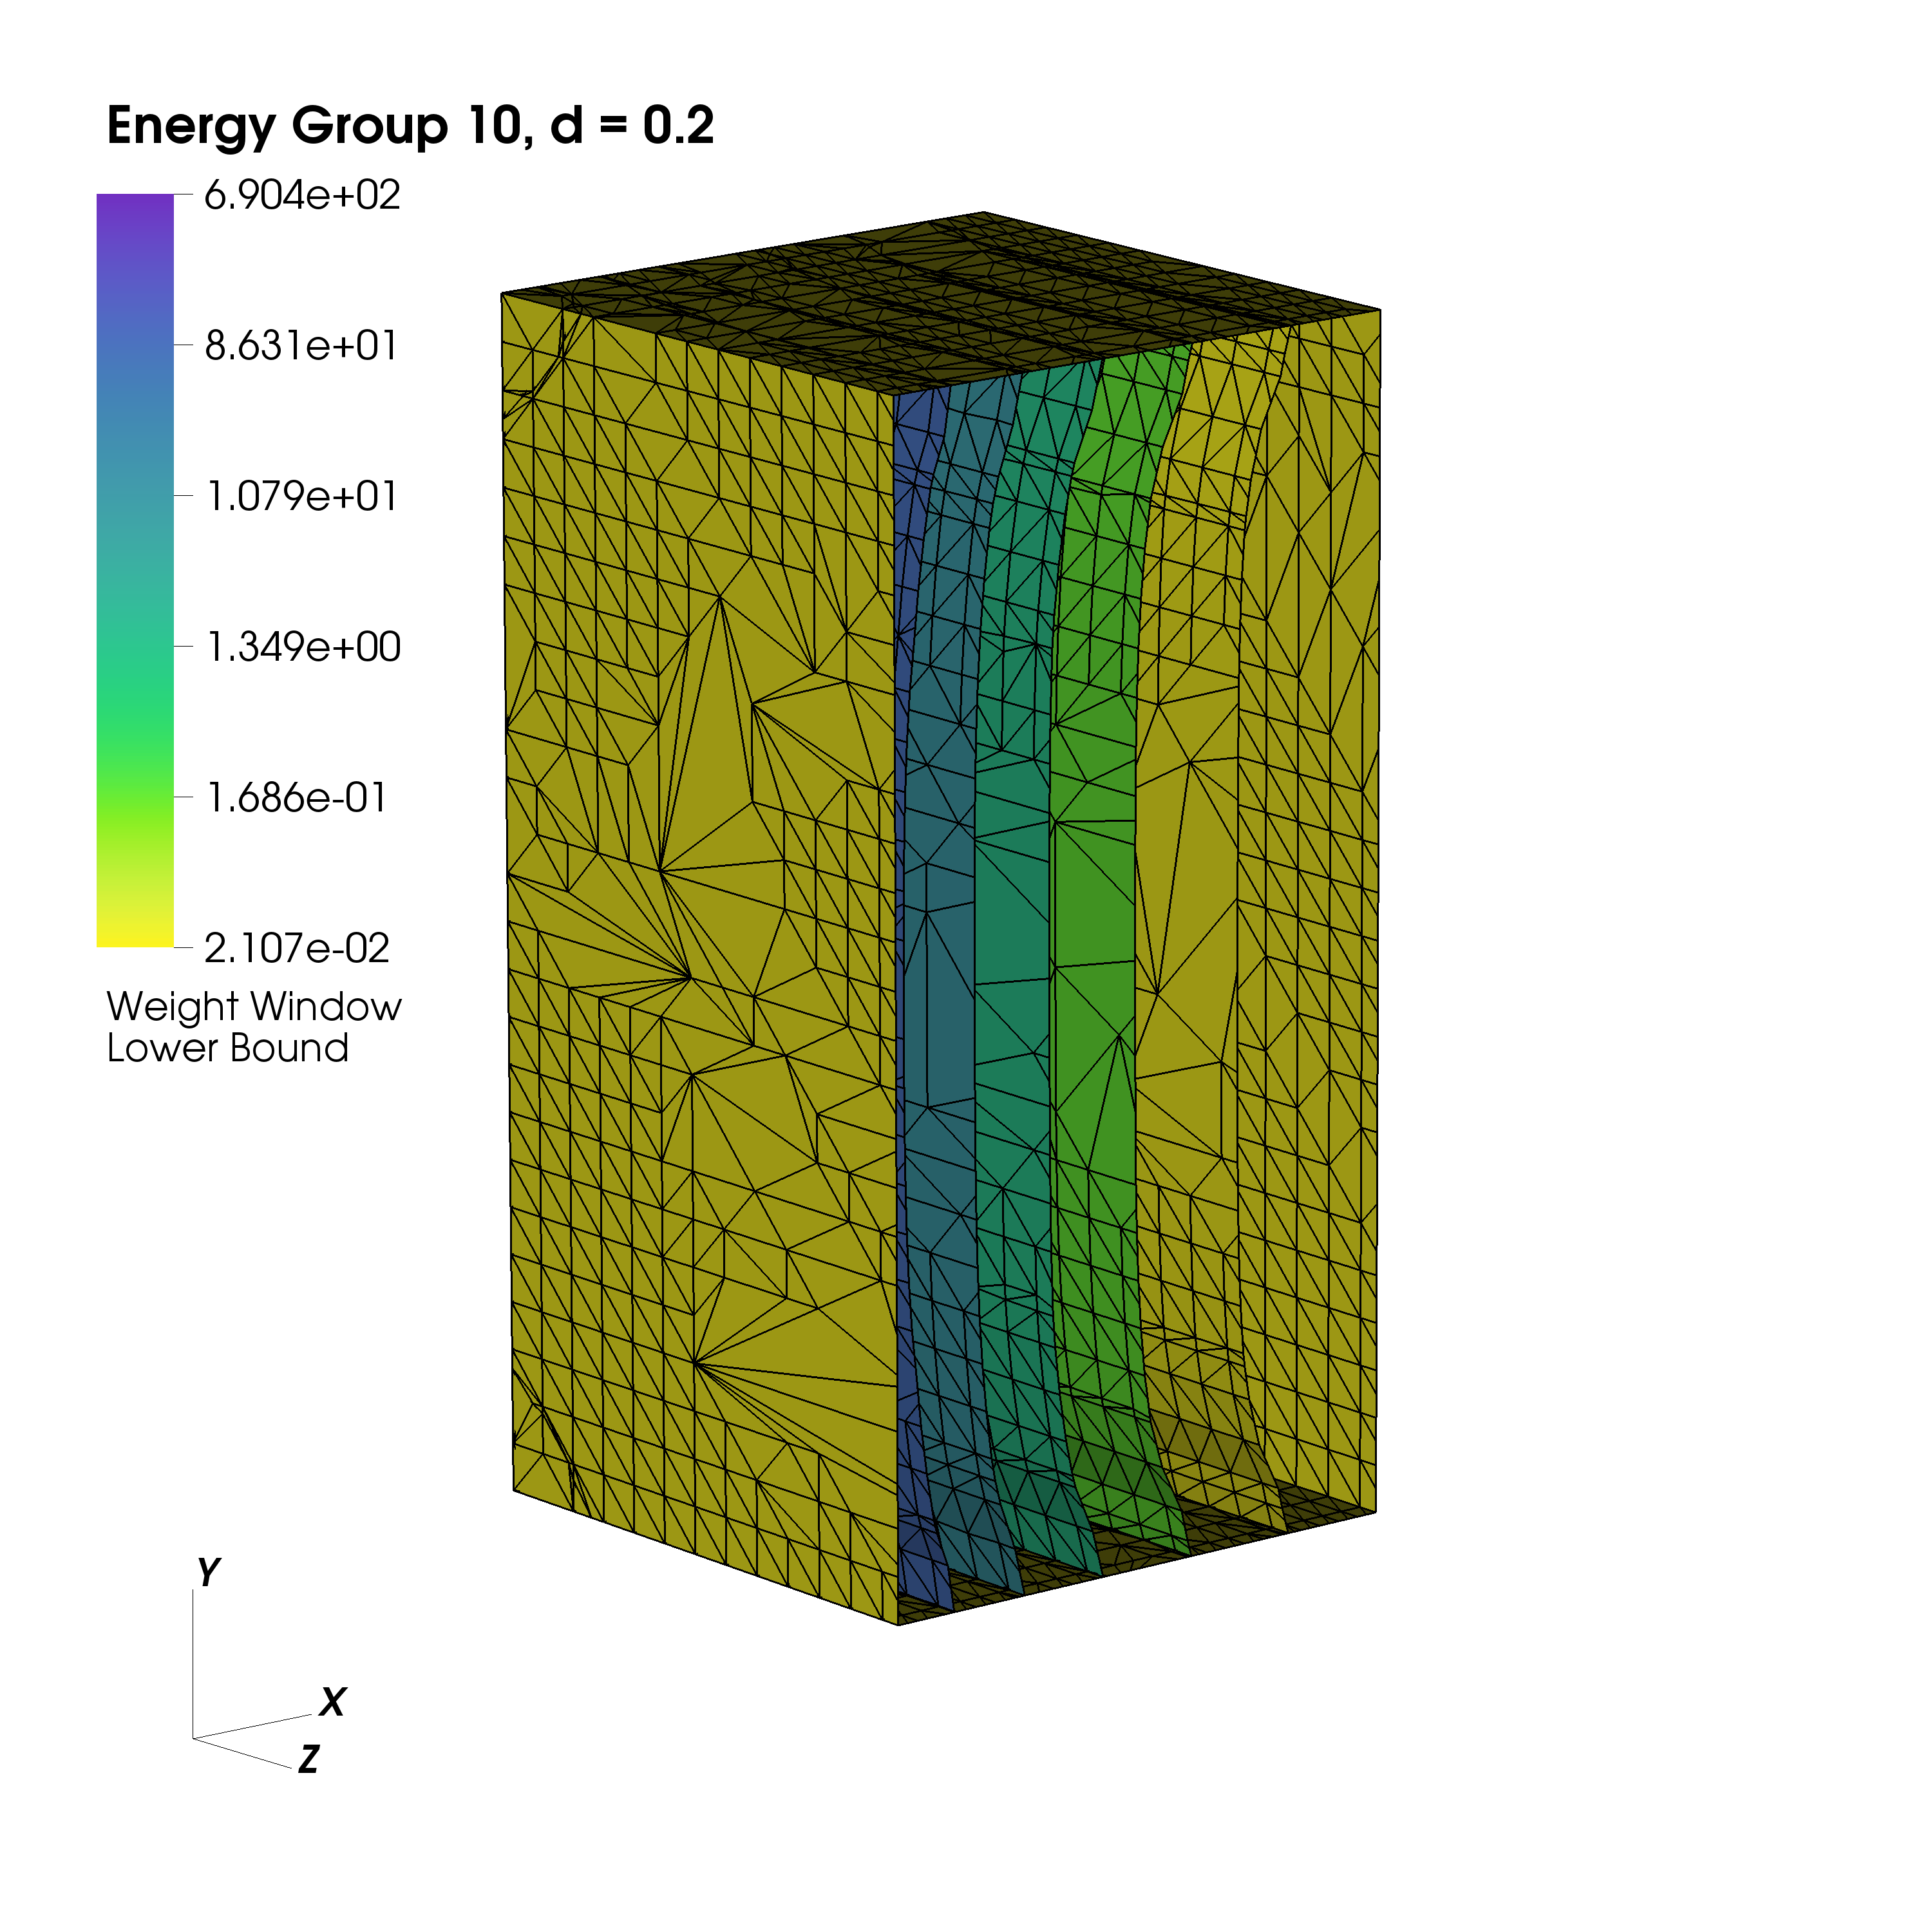 Energy Group 10, d = 0.2
6.904e+02
8.631e+01
1.079e+01
1.349e+00
1.686e-01
2.107e-02
Weight Window
Lower Bound
Y
X
Z